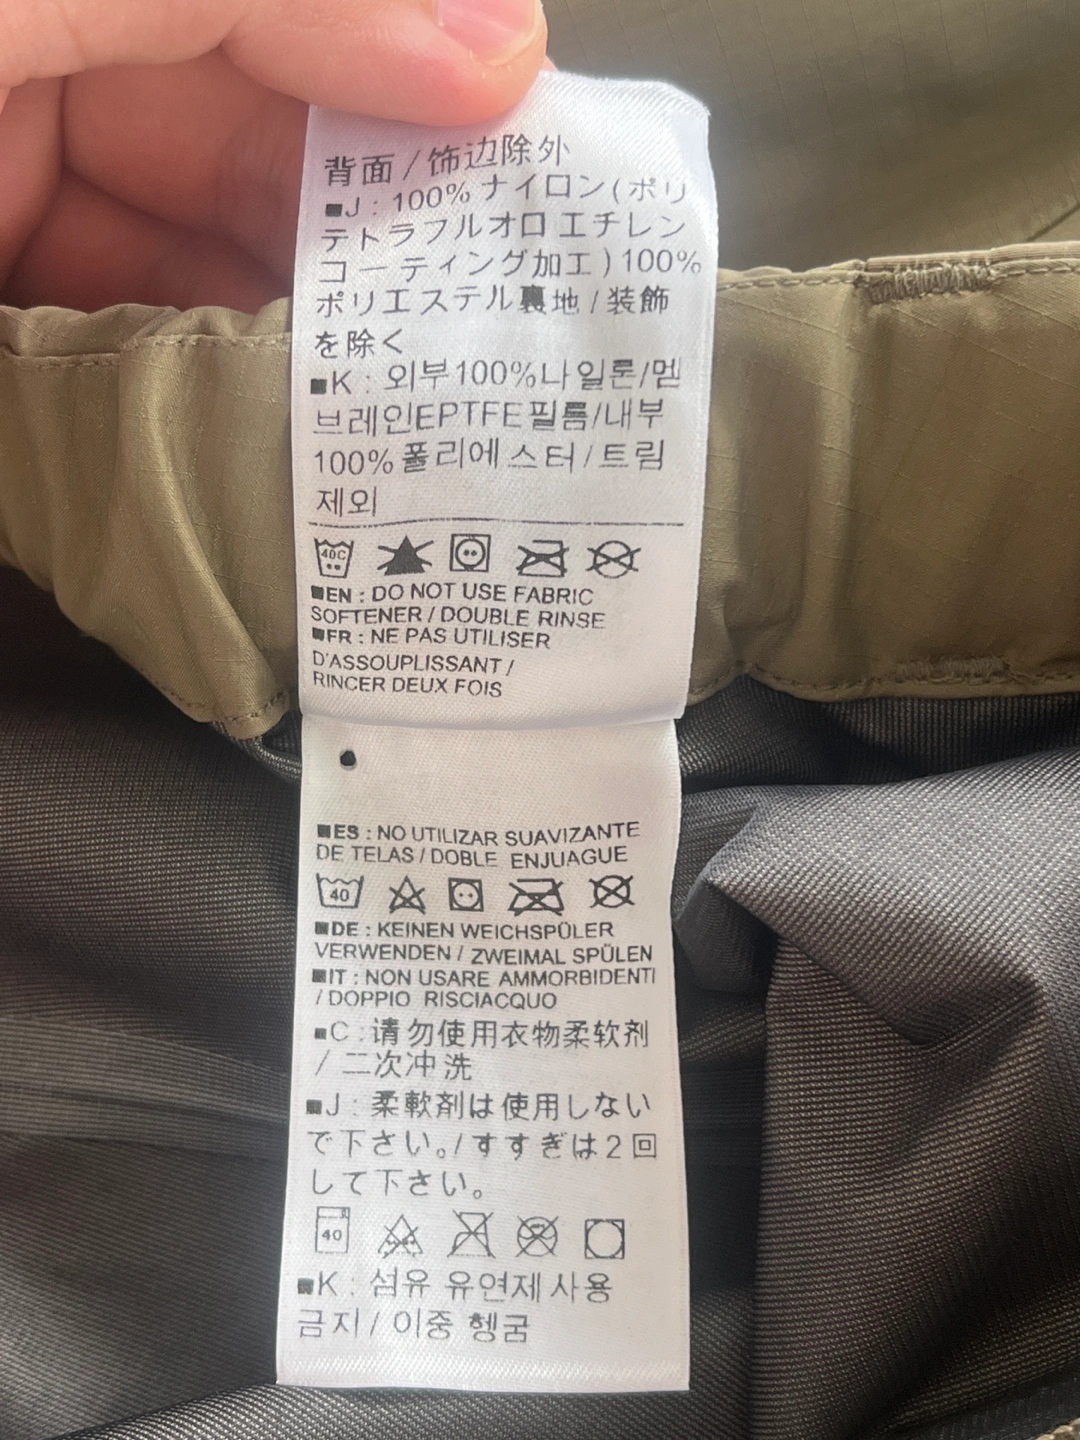 背面 / 饰边除外
■J : 100% ナイロン ( ポリ
テトラフルオロ エチレン
コーティング加工 ) 100%
ポリエステル裏地 / 装飾
を除く
■K : 외부100%나일론/멤
브레인EPTFE필름/내부
100%폴리에스터/트림
제외
40C
■EN : DO NOT USE FABRIC
SOFTENER / DOUBLE RINSE
■FR : NE PAS UTILISER
D'ASSOUPLISSANT /
RINCER DEUX FOIS
■ES : NO UTILIZAR SUAVIZANTE
DE TELAS / DOBLE ENJUAGUE
40
■DE : KEINEN WEICHSPÜLER
VERWENDEN / ZWEIMAL SPÜLEN
■IT : NON USARE AMMORBIDENTI
/ DOPPIO RISCIACQUO
■C : 请勿使用衣物柔软剂
/ 二次冲洗
■J : 柔軟剤は使用しない
で下さい。/ すすぎは2回
して下さい。
40
■K : 섬유 유연제 사용
금지 / 이중 헹굼